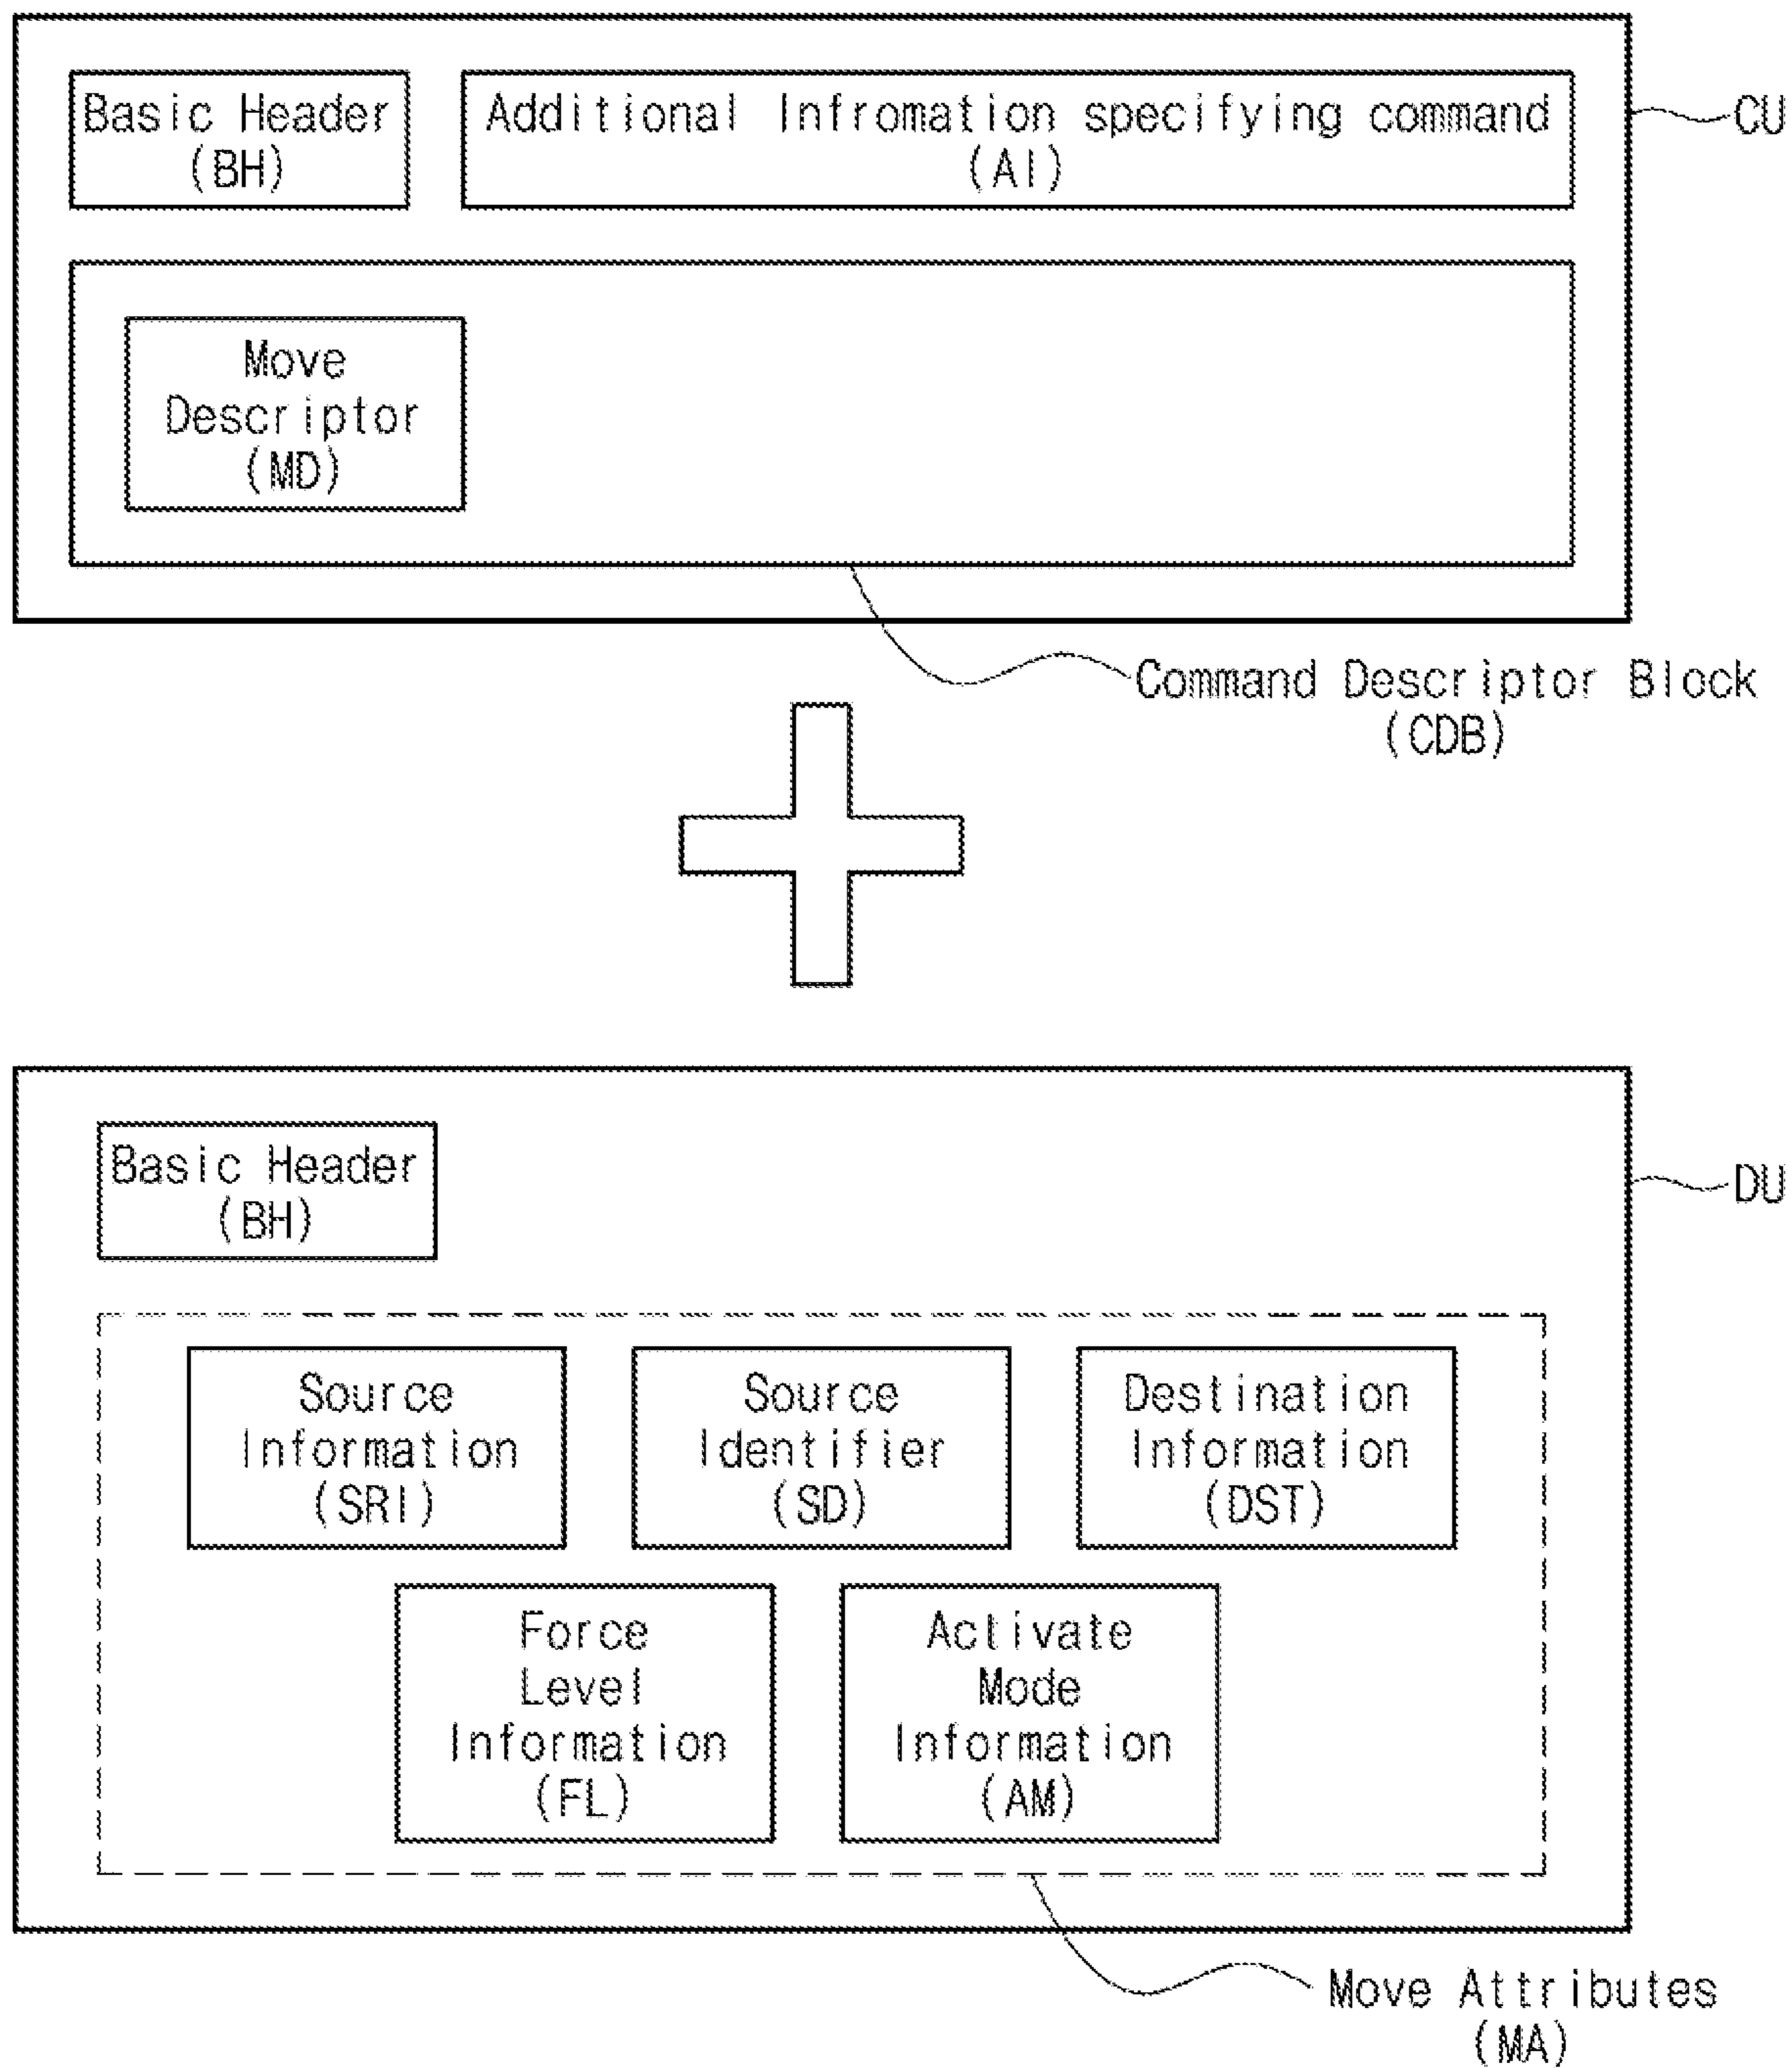 Basic Header
(BH)
Additional Infromation specifying command
(AI)
CU
Move
Descriptor
(MD)
Command Descriptor Block
(CDB)
Basic Header
(BH)
DU
Source
Information
(SRI)
Source
Identifier
(SD)
Destination
Information
(DST)
Force
Level
Information
(FL)
Activate
Mode
Information
(AM)
Move Attributes
(MA)